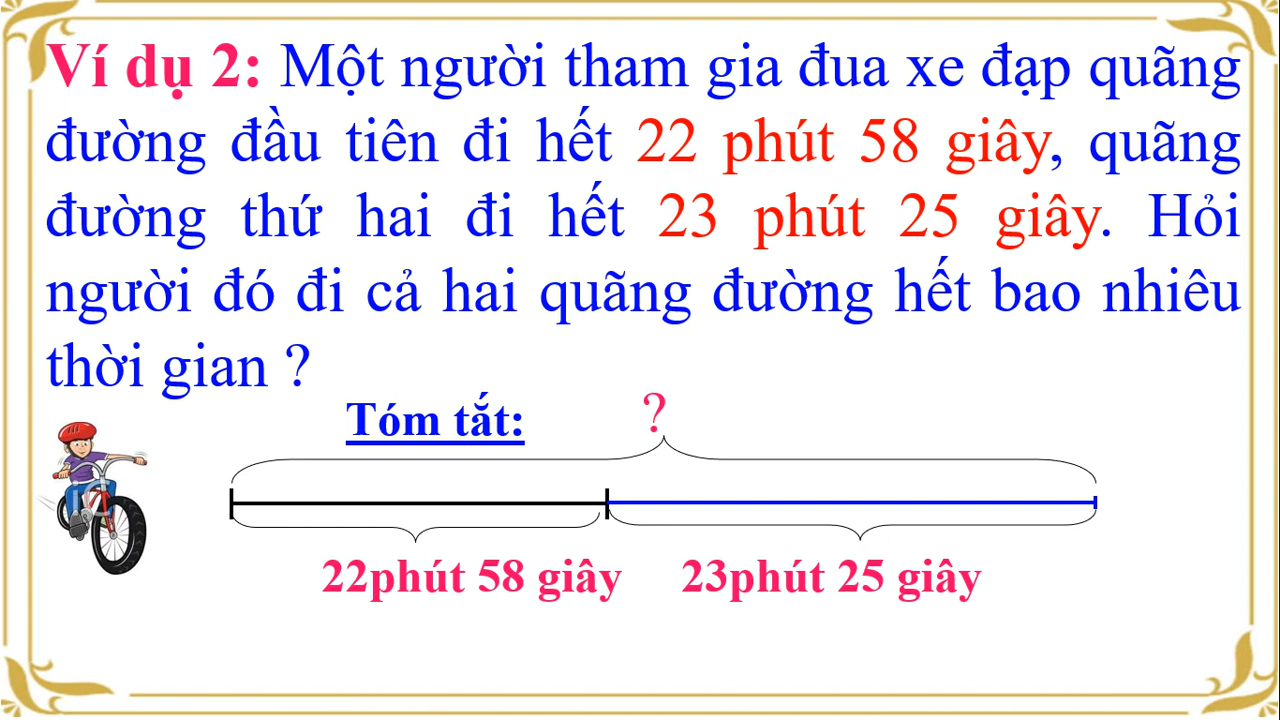 Ví dụ 2: Một người tham gia đua xe đạp quãng
đường đầu tiên đi hết 22 phút 58 giây, quãng
đường thứ hai đi hết 23 phút 25 giây. Hỏi
người đó đi cả hai quãng đường hết bao nhiêu
thời gian ?
Tóm tắt:
?
22phút 58 giây
23phút 25 giây